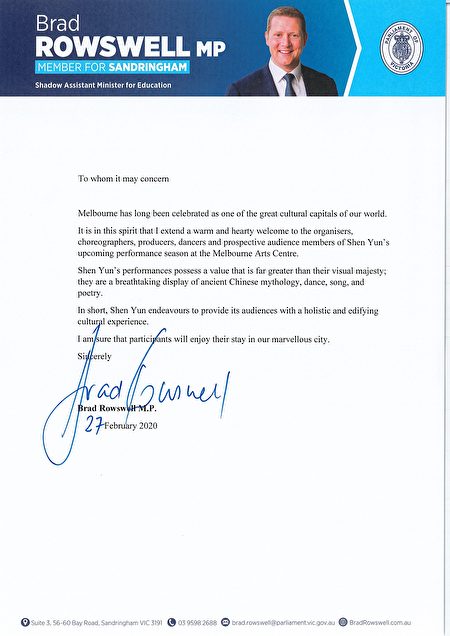 Brad
ROWSWELL MP
MEMBER FOR SANDRINGHAM
Shadow Assistant Minister for Education
PARLIAMENT OF VICTORIA
To whom it may concern
Melbourne has long been celebrated as one of the great cultural capitals of our world.
It is in this spirit that I extend a warm and hearty welcome to the organisers,
choreographers, producers, dancers and prospective audience members of Shen Yun's
upcoming performance season at the Melbourne Arts Centre.
Shen Yun's performances possess a value that is far greater than their visual majesty;
they are a breathtaking display of ancient Chinese mythology, dance, song, and
poetry.
In short, Shen Yun endeavours to provide its audiences with a holistic and edifying
cultural experience.
I am sure that participants will enjoy their stay in our marvellous city.
Sincerely
Brad Rowswell
Brad Rowswell M.P.
27 February 2020
Suite 3, 56-60 Bay Road, Sandringham VIC 3191 03 9598 2688 brad.rowswell@parliament.vic.gov.au BradRowswell.com.au